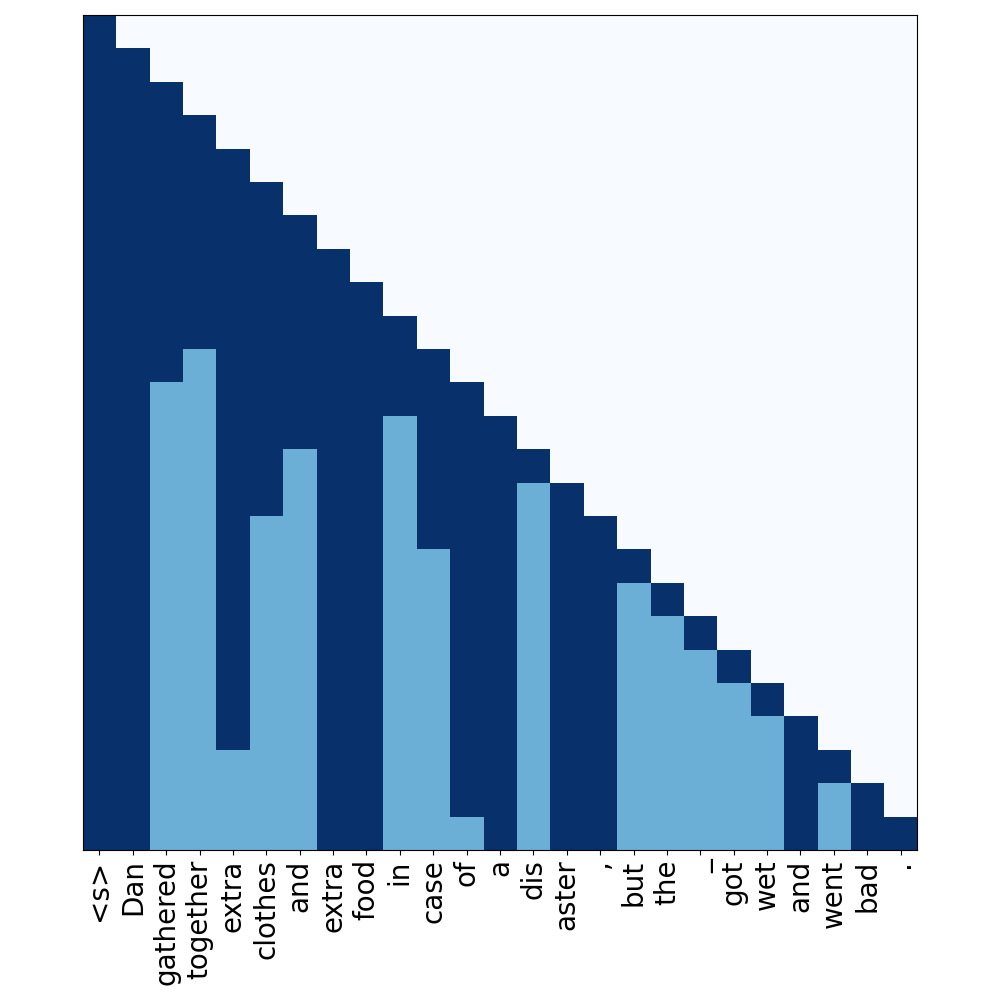 <s>
Dan
gathered
together
extra
clothes
and
extra
food
in
case
of
a
dis
aster
,
but
the
_
got
wet
and
went
bad
.